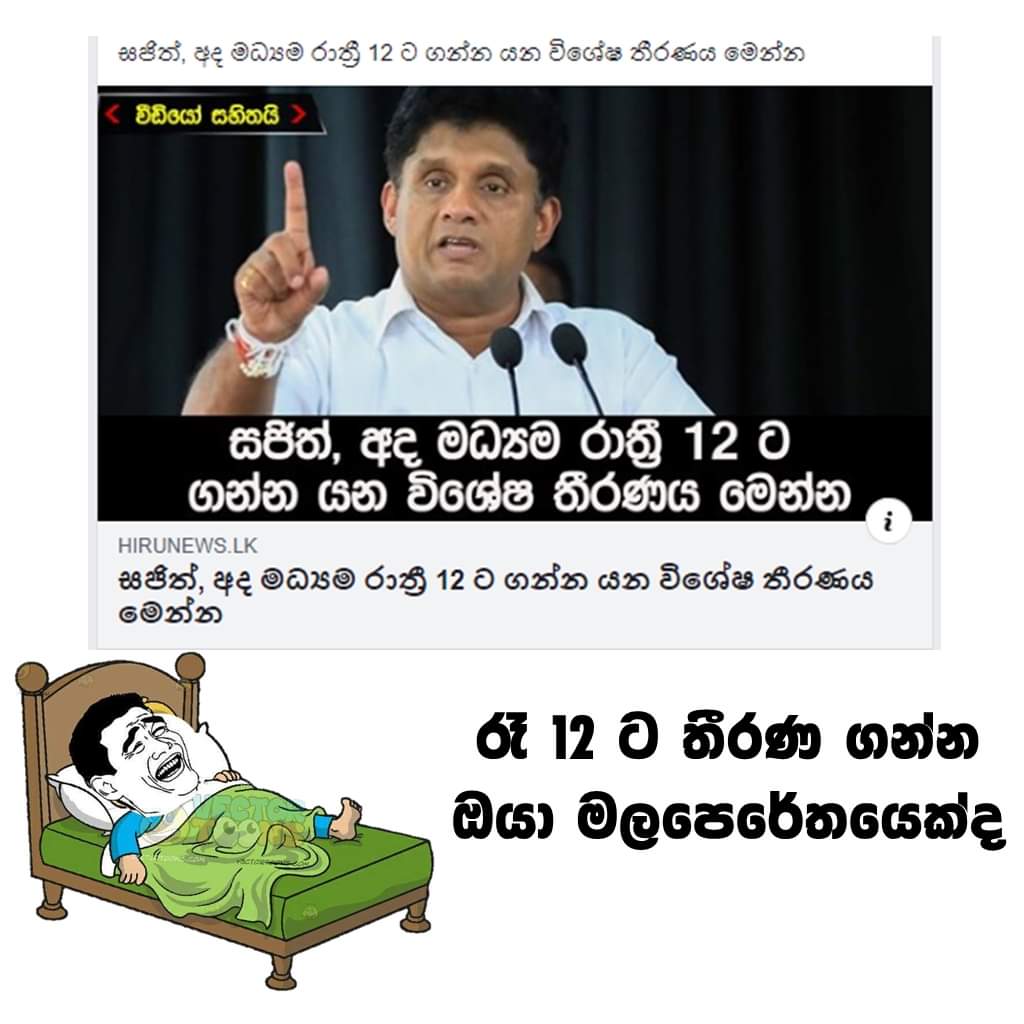 සජිත්, අද මධ්‍යම රාත්‍රී 12 ට ගන්න යන විශේෂ තීරණය මෙන්න
< වීඩියෝ සහිතයි >
සජිත්, අද මධ්‍යම රාත්‍රී 12 ට
ගන්න යන විශේෂ තීරණය මෙන්න
i
HIRUNEWS.LK
සජිත්, අද මධ්‍යම රාත්‍රී 12 ට ගන්න යන විශේෂ තීරණය
මෙන්න
රෑ 12 ට තීරණ ගන්න
ඔයා මලපෙරේතයෙක්ද
VECTOR